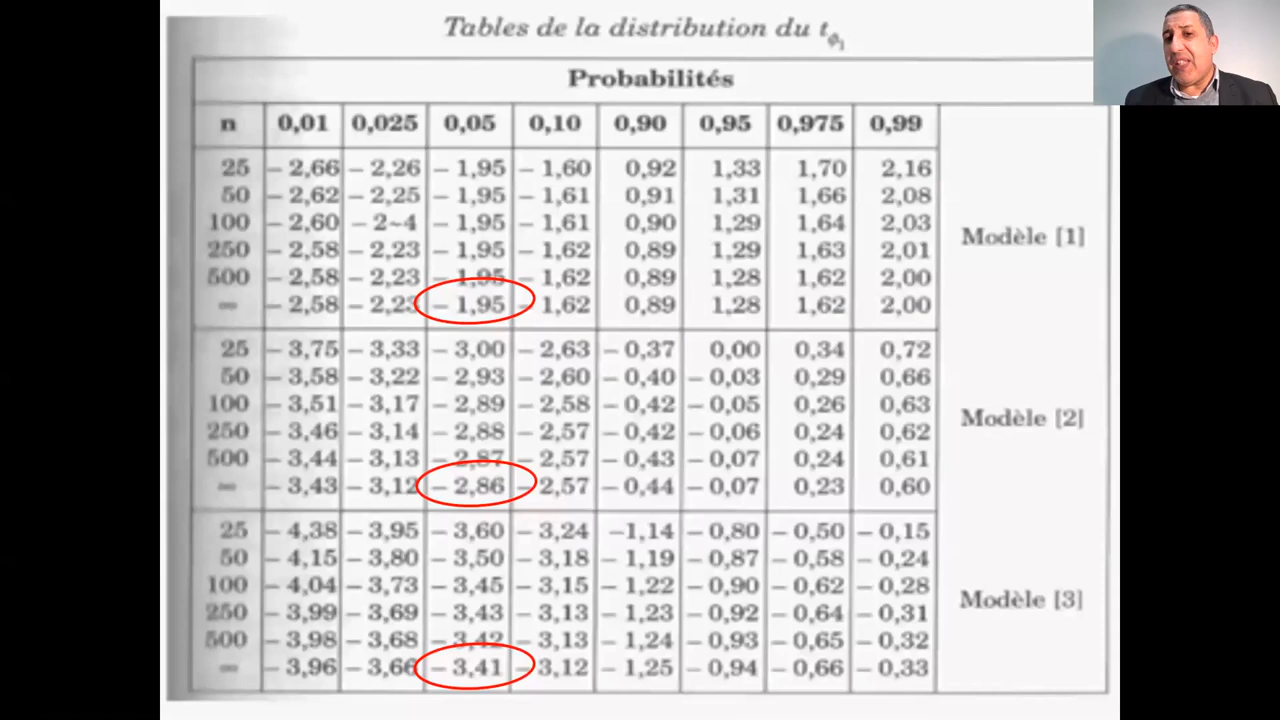 Tables de la distribution du tϕ1
Probabilités
n 0,01 0,025 0,05 0,10 0,90 0,95 0,975 0,99
25 – 2,66 – 2,26 – 1,95 – 1,60 0,92 1,33 1,70 2,16
50 – 2,62 – 2,25 – 1,95 – 1,61 0,91 1,31 1,66 2,08
100 – 2,60 – 2~4 – 1,95 – 1,61 0,90 1,29 1,64 2,03
Modèle [1]
250 – 2,58 – 2,23 – 1,95 – 1,62 0,89 1,29 1,63 2,01
500 – 2,58 – 2,23 – 1,95 – 1,62 0,89 1,28 1,62 2,00
∞ – 2,58 – 2,23 – 1,95 – 1,62 0,89 1,28 1,62 2,00
25 – 3,75 – 3,33 – 3,00 – 2,63 – 0,37 0,00 0,34 0,72
50 – 3,58 – 3,22 – 2,93 – 2,60 – 0,40 – 0,03 0,29 0,66
100 – 3,51 – 3,17 – 2,89 – 2,58 – 0,42 – 0,05 0,26 0,63
Modèle [2]
250 – 3,46 – 3,14 – 2,88 – 2,57 – 0,42 – 0,06 0,24 0,62
500 – 3,44 – 3,13 – 2,87 – 2,57 – 0,43 – 0,07 0,24 0,61
∞ – 3,43 – 3,12 – 2,86 – 2,57 – 0,44 – 0,07 0,23 0,60
25 – 4,38 – 3,95 – 3,60 – 3,24 –1,14 – 0,80 – 0,50 – 0,15
50 – 4,15 – 3,80 – 3,50 – 3,18 – 1,19 – 0,87 – 0,58 – 0,24
100 – 4,04 – 3,73 – 3,45 – 3,15 – 1,22 – 0,90 – 0,62 – 0,28
Modèle [3]
250 – 3,99 – 3,69 – 3,43 – 3,13 – 1,23 – 0,92 – 0,64 – 0,31
500 – 3,98 – 3,68 – 3,42 – 3,13 – 1,24 – 0,93 – 0,65 – 0,32
∞ – 3,96 – 3,66 – 3,41 – 3,12 – 1,25 – 0,94 – 0,66 – 0,33